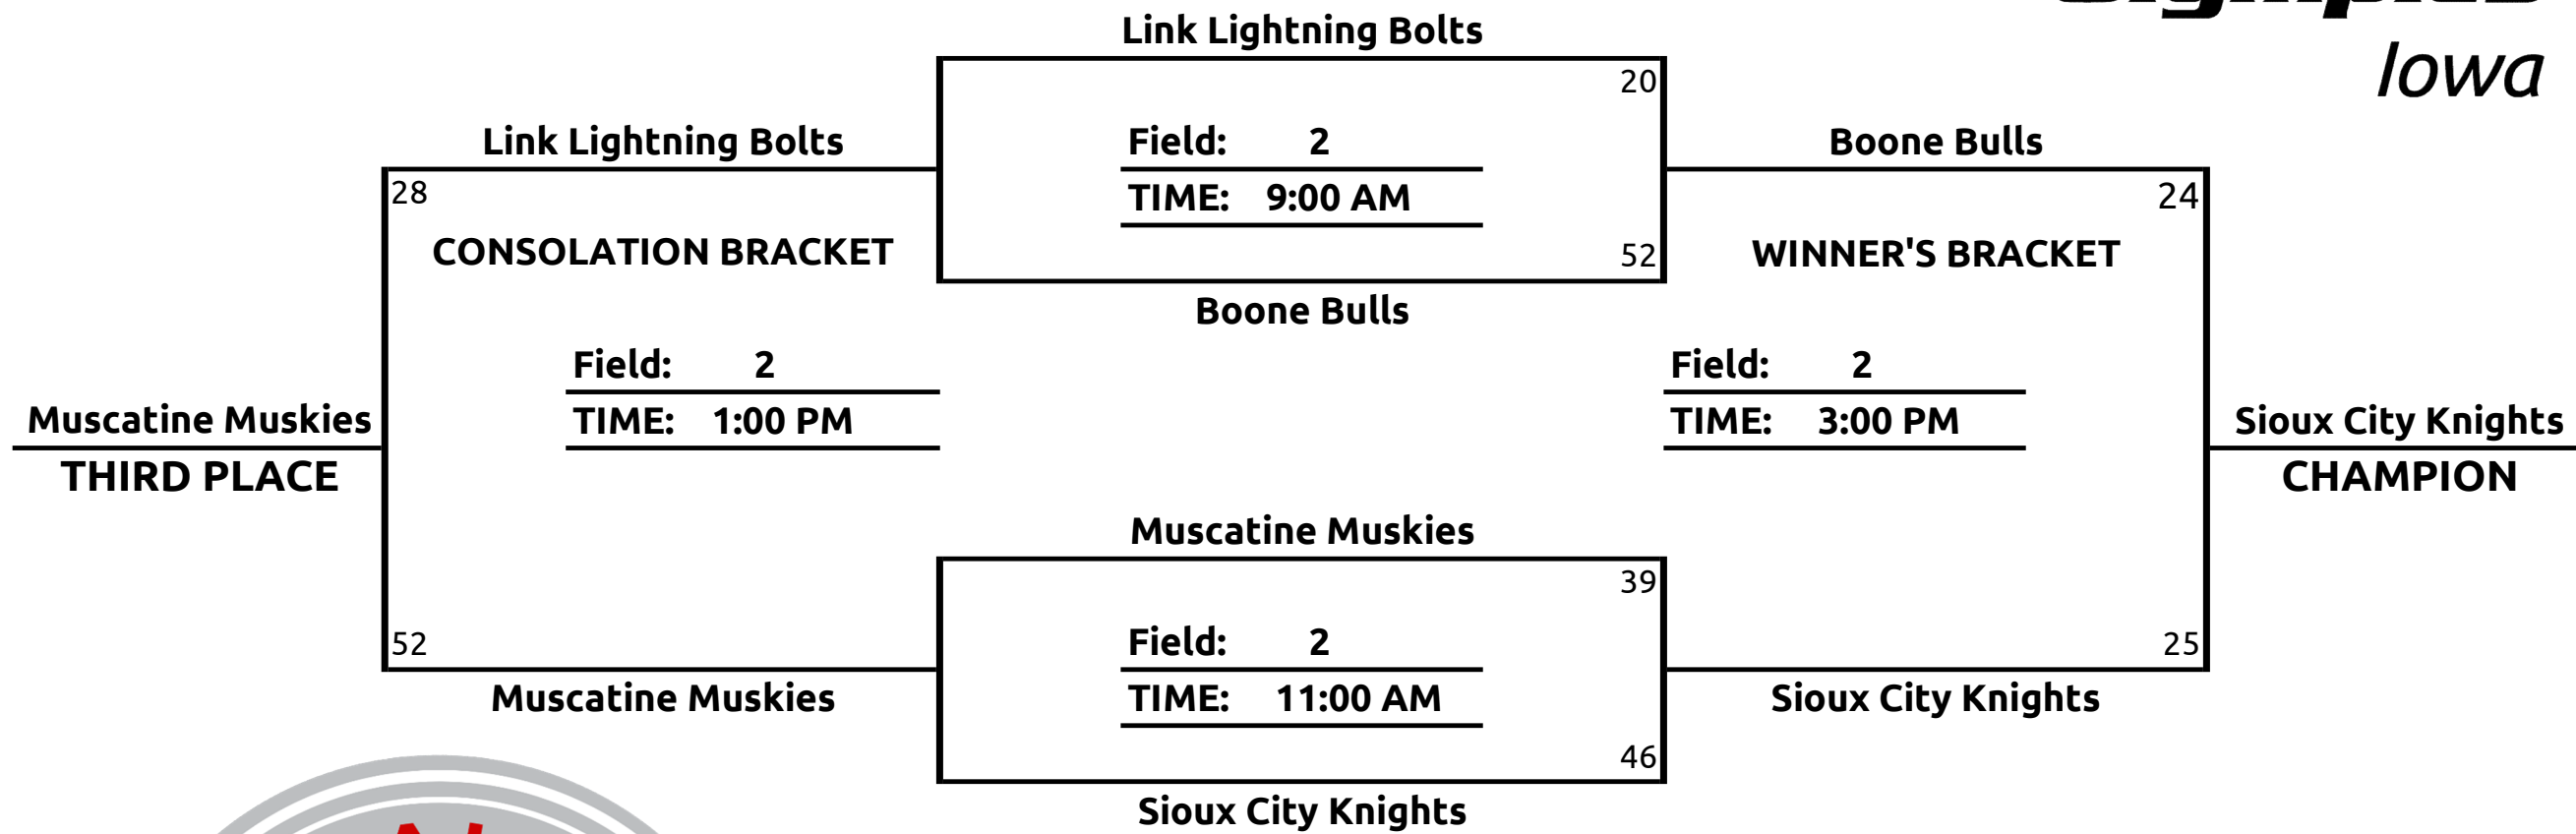 Iowa
Link Lightning Bolts
20
Link Lightning Bolts
Field: 2
Boone Bulls
28
TIME: 9:00 AM
24
CONSOLATION BRACKET
52
WINNER'S BRACKET
Boone Bulls
Field: 2
Field: 2
Muscatine Muskies
TIME: 1:00 PM
TIME: 3:00 PM
Sioux City Knights
THIRD PLACE
CHAMPION
Muscatine Muskies
39
52
Field: 2
25
Muscatine Muskies
TIME: 11:00 AM
Sioux City Knights
46
Sioux City Knights